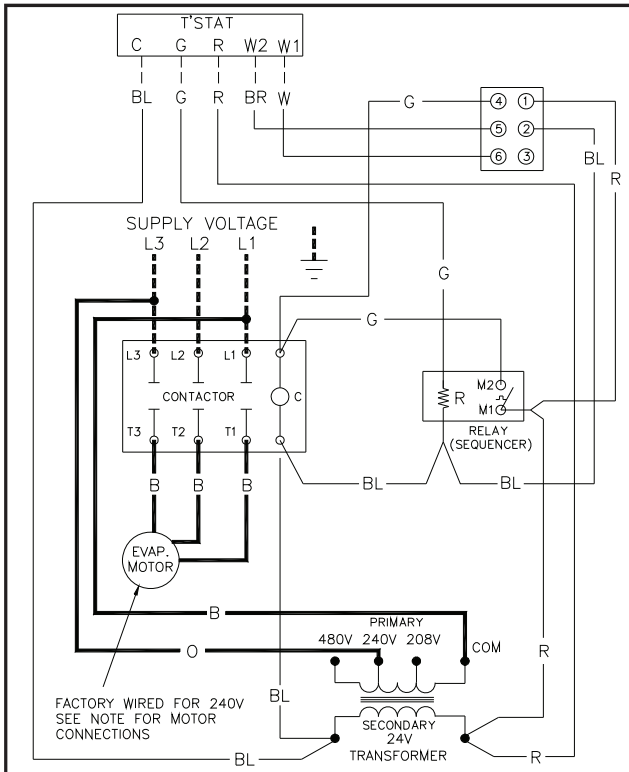 T'STAT
C G R W2 W1
BL G R BR W
G
4 1
5 2
6 3
BL
R
SUPPLY VOLTAGE
L3 L2 L1
G
G
L3 L2 L1
CONTACTOR
C
T3 T2 T1
R
M2
M1
RELAY
(SEQUENCER)
B B B
BL BL
EVAP.
MOTOR
B
O
PRIMARY
480V 240V 208V
COM
R
BL
FACTORY WIRED FOR 240V
SEE NOTE FOR MOTOR
CONNECTIONS
SECONDARY
24V
TRANSFORMER
BL
R